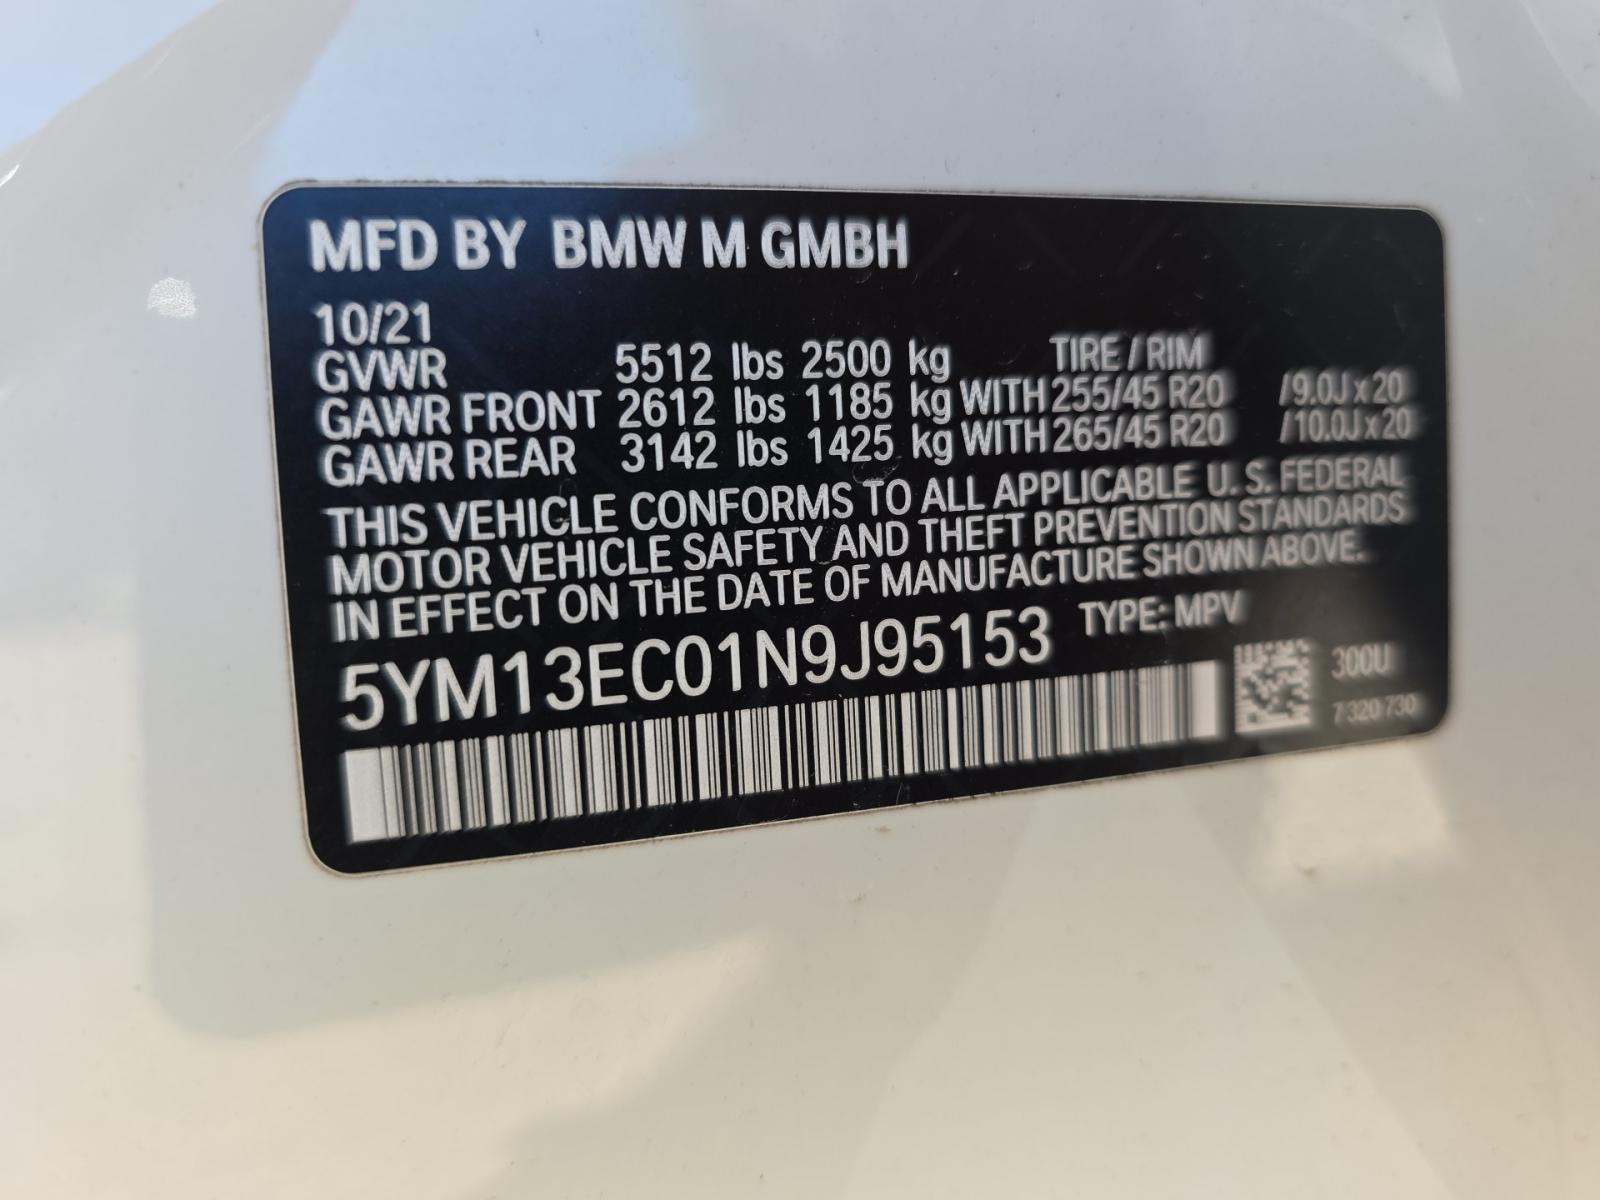 MFD BY BMW M GMBH
10/21
GVWR 5512 lbs 2500 kg TIRE / RIM
GAWR FRONT 2612 lbs 1185 kg WITH 255/45 R20 /9.0J x 20
GAWR REAR 3142 lbs 1425 kg WITH 265/45 R20 /10.0J x 20
THIS VEHICLE CONFORMS TO ALL APPLICABLE U. S. FEDERAL
MOTOR VEHICLE SAFETY AND THEFT PREVENTION STANDARDS
IN EFFECT ON THE DATE OF MANUFACTURE SHOWN ABOVE.
5YM13EC01N9J95153 TYPE: MPV
300U
7 320 730